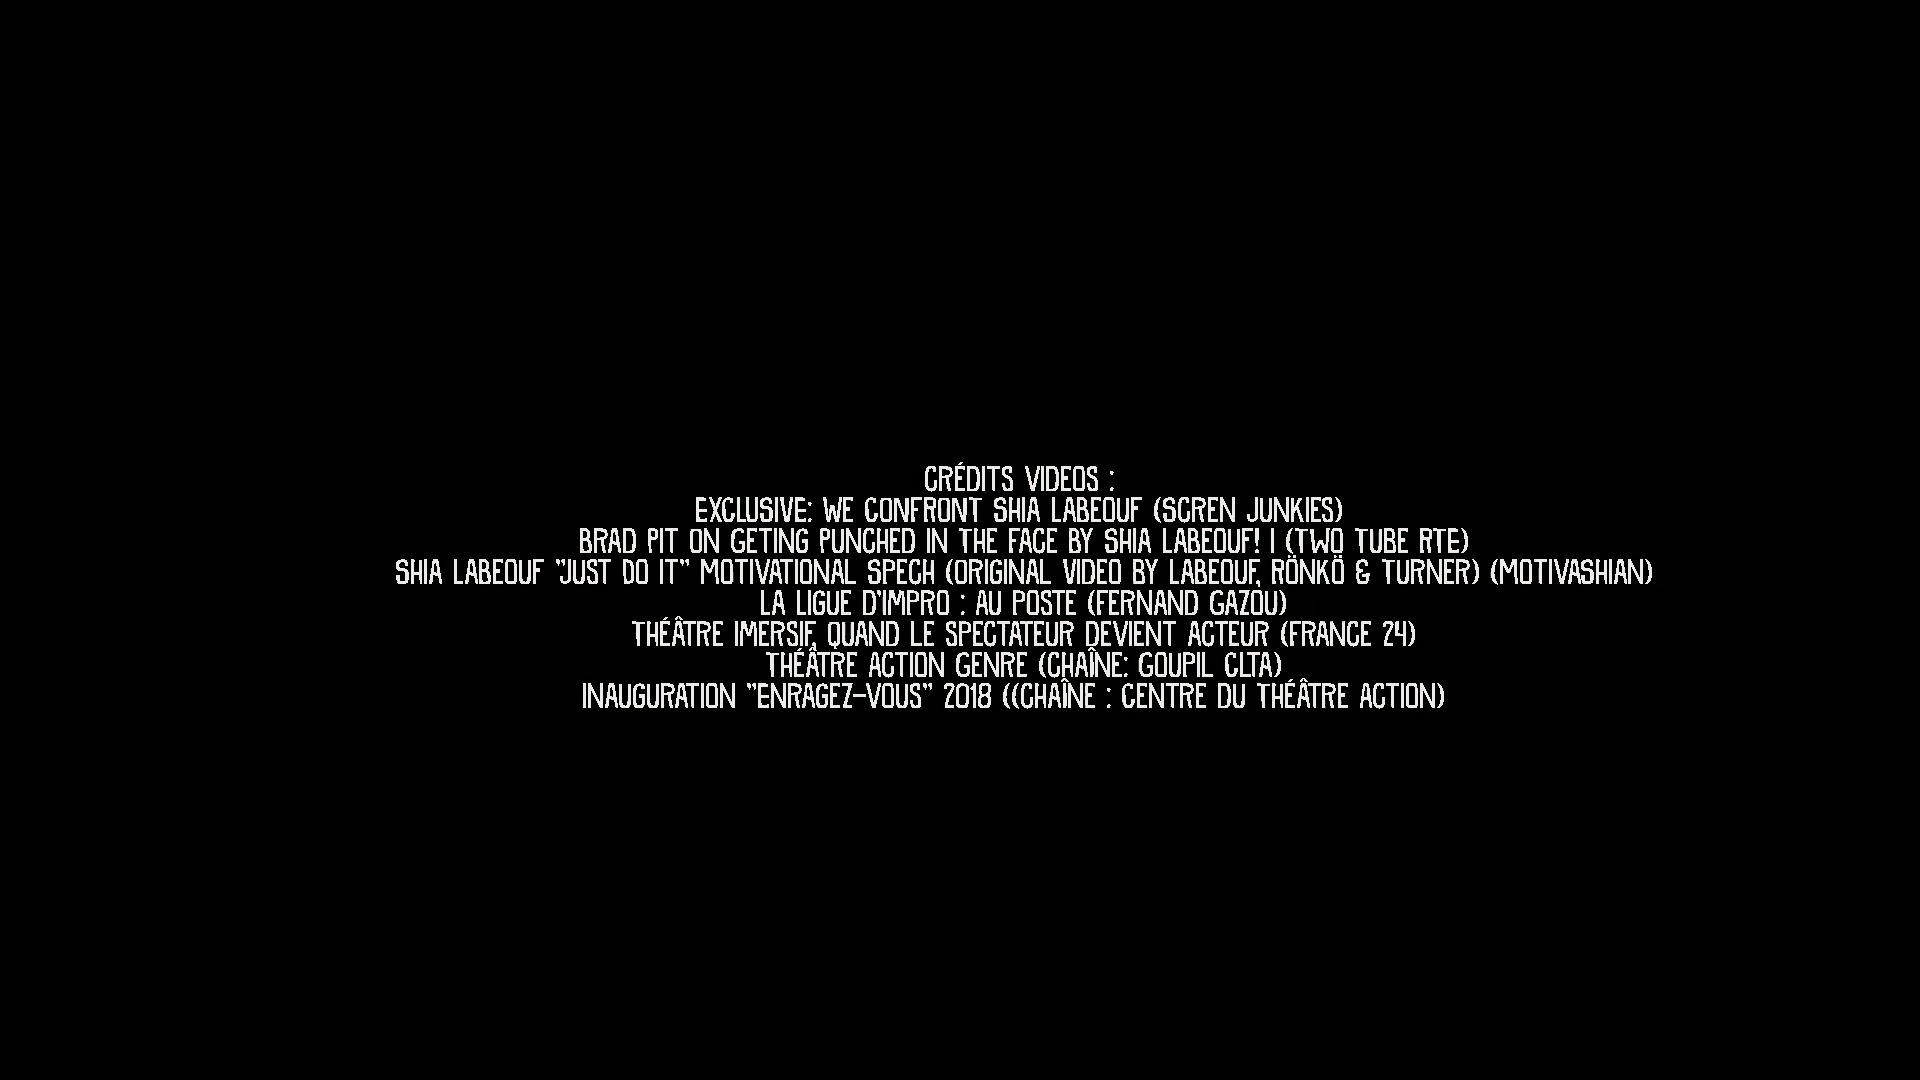 CRÉDITS VIDEOS :
EXCLUSIVE: WE CONFRONT SHIA LABEOUF (SCREN JUNKIES)
BRAD PIT ON GETING PUNCHED IN THE FACE BY SHIA LABEOUF! | (TWO TUBE RTE)
SHIA LABEOUF "JUST DO IT" MOTIVATIONAL SPECH (ORIGINAL VIDEO BY LABEOUF, RÖNKÖ & TURNER) (MOTIVASHIAN)
LA LIGUE D'IMPRO : AU POSTE (FERNAND GAZOU)
THÉÂTRE IMERSIF, QUAND LE SPECTATEUR DEVIENT ACTEUR (FRANCE 24)
THÉÂTRE ACTION GENRE (CHAÎNE: GOUPIL CLTA)
INAUGURATION "ENRAGEZ-VOUS" 2018 ((CHAÎNE : CENTRE DU THÉÂTRE ACTION)